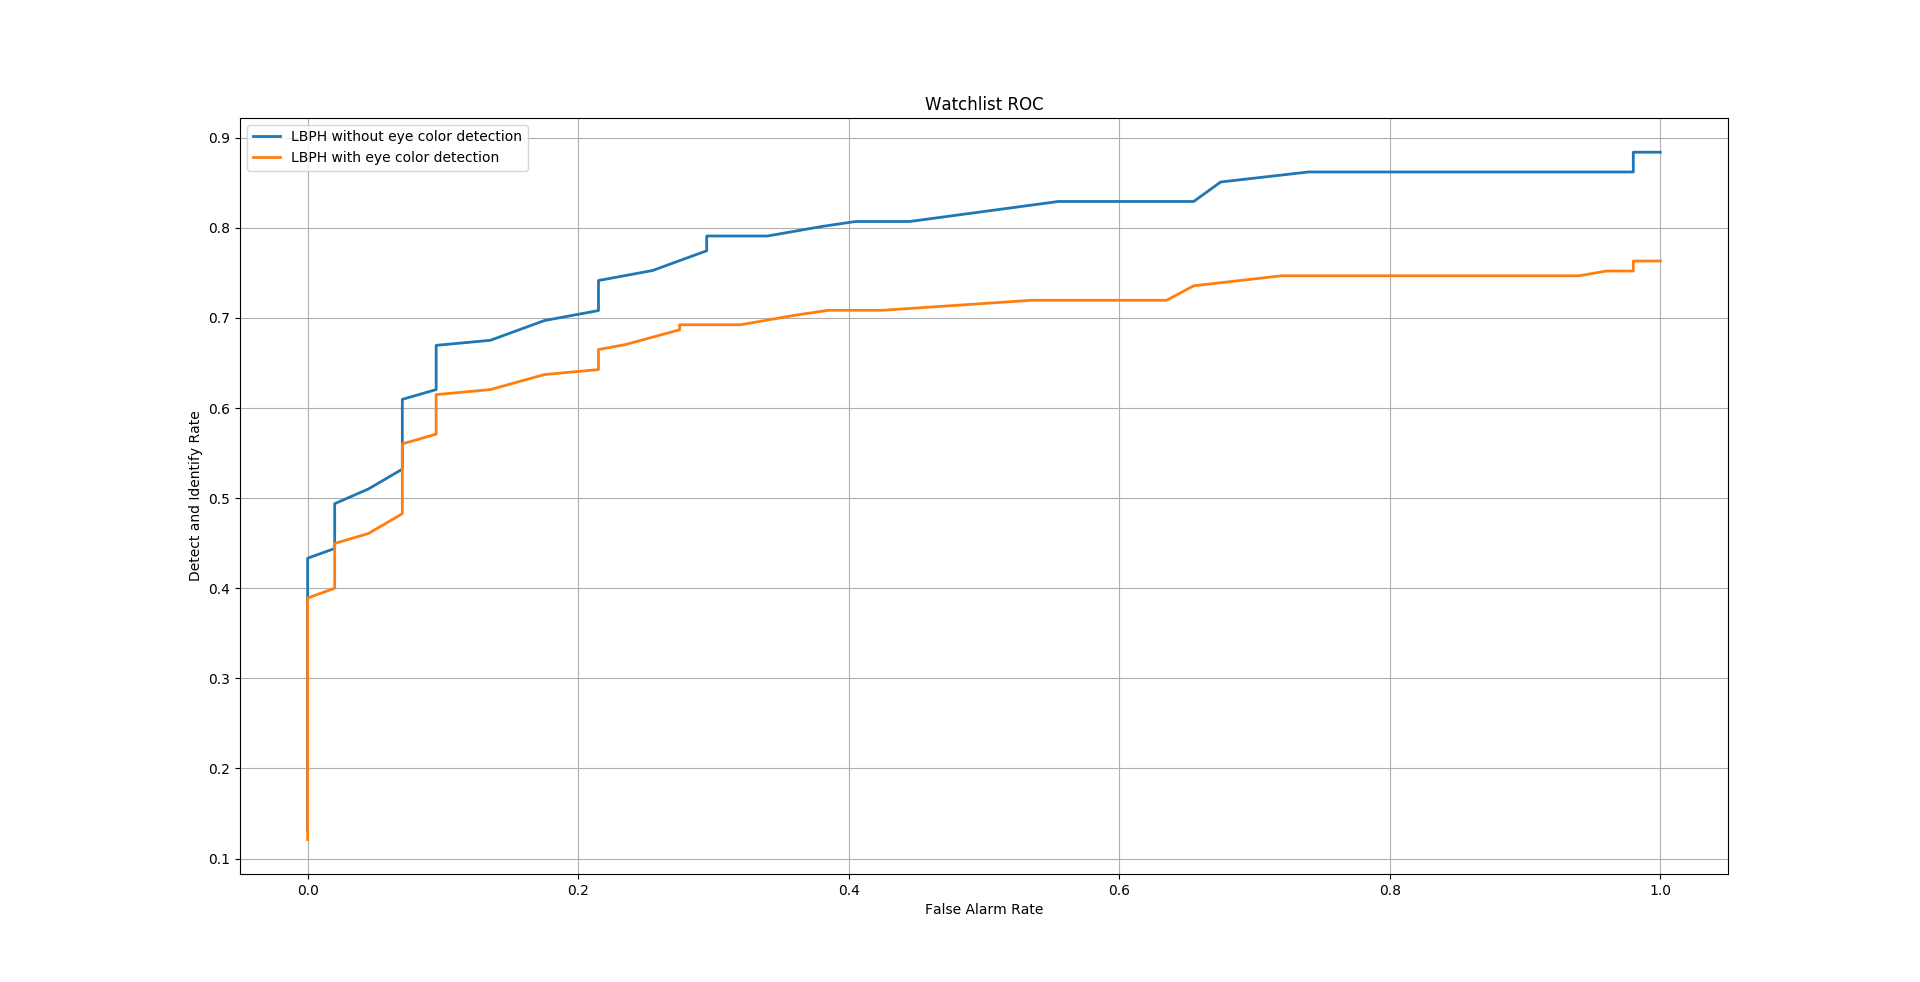 Watchlist ROC
LBPH without eye color detection
LBPH with eye color detection
Detect and Identify Rate
0.9
0.8
0.7
0.6
0.5
0.4
0.3
0.2
0.1
0.0 0.2 0.4 0.6 0.8 1.0
False Alarm Rate